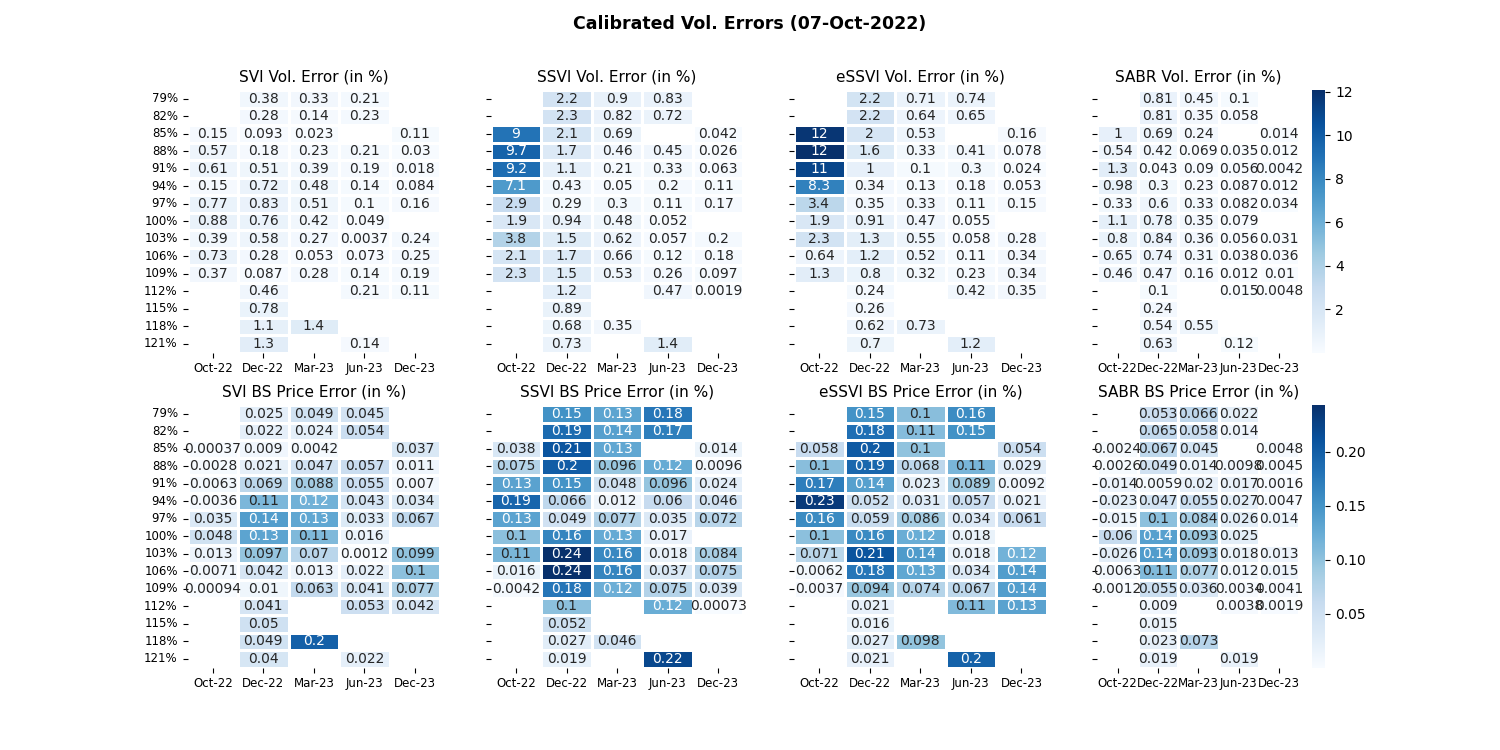 Calibrated Vol. Errors (07-Oct-2022)
SVI Vol. Error (in %) SSVI Vol. Error (in %) eSSVI Vol. Error (in %) SABR Vol. Error (in %)
79% 0.38 0.33 0.21 2.2 0.9 0.83 2.2 0.71 0.74 0.81 0.45 0.1 12
82% 0.28 0.14 0.23 2.3 0.82 0.72 2.2 0.64 0.65 0.81 0.35 0.058
85% 0.15 0.093 0.023 0.11 9 2.1 0.69 0.042 12 2 0.53 0.16 1 0.69 0.24 0.014 10
88% 0.57 0.18 0.23 0.21 0.03 9.7 1.7 0.46 0.45 0.026 12 1.6 0.33 0.41 0.078 0.54 0.42 0.069 0.035 0.012
91% 0.61 0.51 0.39 0.19 0.018 9.2 1.1 0.21 0.33 0.063 11 1 0.1 0.3 0.024 1.3 0.043 0.09 0.056 0.0042
94% 0.15 0.72 0.48 0.14 0.084 7.1 0.43 0.05 0.2 0.11 8.3 0.34 0.13 0.18 0.053 0.98 0.3 0.23 0.087 0.012 8
97% 0.77 0.83 0.51 0.1 0.16 2.9 0.29 0.3 0.11 0.17 3.4 0.35 0.33 0.11 0.15 0.33 0.6 0.33 0.082 0.034
100% 0.88 0.76 0.42 0.049 1.9 0.94 0.48 0.052 1.9 0.91 0.47 0.055 1.1 0.78 0.35 0.079 6
103% 0.39 0.58 0.27 0.0037 0.24 3.8 1.5 0.62 0.057 0.2 2.3 1.3 0.55 0.058 0.28 0.8 0.84 0.36 0.056 0.031
106% 0.73 0.28 0.053 0.073 0.25 2.1 1.7 0.66 0.12 0.18 0.64 1.2 0.52 0.11 0.34 0.65 0.74 0.31 0.038 0.036
109% 0.37 0.087 0.28 0.14 0.19 2.3 1.5 0.53 0.26 0.097 1.3 0.8 0.32 0.23 0.34 0.46 0.47 0.16 0.012 0.01 4
112% 0.46 0.21 0.11 1.2 0.47 0.0019 0.24 0.42 0.35 0.1 0.015 0.0048
115% 0.78 0.89 0.26 0.24 2
118% 1.1 1.4 0.68 0.35 0.62 0.73 0.54 0.55
121% 1.3 0.14 0.73 1.4 0.7 1.2 0.63 0.12
Oct-22 Dec-22 Mar-23 Jun-23 Dec-23 Oct-22 Dec-22 Mar-23 Jun-23 Dec-23 Oct-22 Dec-22 Mar-23 Jun-23 Dec-23 Oct-22 Dec-22 Mar-23 Jun-23 Dec-23
SVI BS Price Error (in %) SSVI BS Price Error (in %) eSSVI BS Price Error (in %) SABR BS Price Error (in %)
79% 0.025 0.049 0.045 0.15 0.13 0.18 0.15 0.1 0.16 0.053 0.066 0.022
82% 0.022 0.024 0.054 0.19 0.14 0.17 0.18 0.11 0.15 0.065 0.058 0.014
85% 0.00037 0.009 0.0042 0.037 0.038 0.21 0.13 0.014 0.058 0.2 0.1 0.054 0.0024 0.067 0.045 0.0048 0.20
88% 0.0028 0.021 0.047 0.057 0.011 0.075 0.2 0.096 0.12 0.0096 0.1 0.19 0.068 0.11 0.029 0.0026 0.049 0.014 0.0098 0.0045
91% 0.0063 0.069 0.088 0.055 0.007 0.13 0.15 0.048 0.096 0.024 0.17 0.14 0.023 0.089 0.0092 0.014 0.0059 0.02 0.017 0.0016
94% 0.0036 0.11 0.12 0.043 0.034 0.19 0.066 0.012 0.06 0.046 0.23 0.052 0.031 0.057 0.021 0.023 0.047 0.055 0.027 0.0047 0.15
97% 0.035 0.14 0.13 0.033 0.067 0.13 0.049 0.077 0.035 0.072 0.16 0.059 0.086 0.034 0.061 0.015 0.1 0.084 0.026 0.014
100% 0.048 0.13 0.11 0.016 0.1 0.16 0.13 0.017 0.1 0.16 0.12 0.018 0.06 0.14 0.093 0.025
103% 0.013 0.097 0.07 0.0012 0.099 0.11 0.24 0.16 0.018 0.084 0.071 0.21 0.14 0.018 0.12 0.026 0.14 0.093 0.018 0.013 0.10
106% 0.0071 0.042 0.013 0.022 0.1 0.016 0.24 0.16 0.037 0.075 0.0062 0.18 0.13 0.034 0.14 0.0063 0.11 0.077 0.012 0.015
109% 0.00094 0.01 0.063 0.041 0.077 0.0042 0.18 0.12 0.075 0.039 0.0037 0.094 0.074 0.067 0.14 0.0012 0.055 0.036 0.0034 0.0041
112% 0.041 0.053 0.042 0.1 0.12 0.00073 0.021 0.11 0.13 0.009 0.0038 0.0019 0.05
115% 0.05 0.052 0.016 0.015
118% 0.049 0.2 0.027 0.046 0.027 0.098 0.023 0.073
121% 0.04 0.022 0.019 0.22 0.021 0.2 0.019 0.019
Oct-22 Dec-22 Mar-23 Jun-23 Dec-23 Oct-22 Dec-22 Mar-23 Jun-23 Dec-23 Oct-22 Dec-22 Mar-23 Jun-23 Dec-23 Oct-22 Dec-22 Mar-23 Jun-23 Dec-23